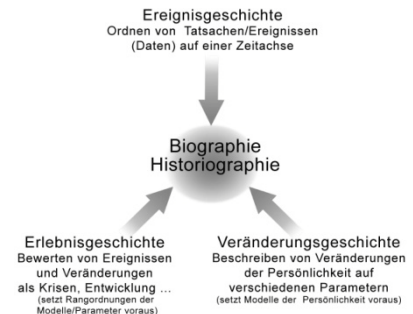 Ereignisgeschichte
Ordnen von Tatsachen/Ereignissen
(Daten) auf einer Zeitachse
Biographie
Historiographie
Erlebnisgeschichte
Bewerten von Ereignissen
und Veränderungen
als Krisen, Entwicklung ...
(setzt Rangordnungen der
Modelle/Parameter voraus)
Veränderungsgeschichte
Beschreiben von Veränderungen
der Persönlichkeit auf
verschiedenen Parametern
(setzt Modelle der Persönlichkeit voraus)